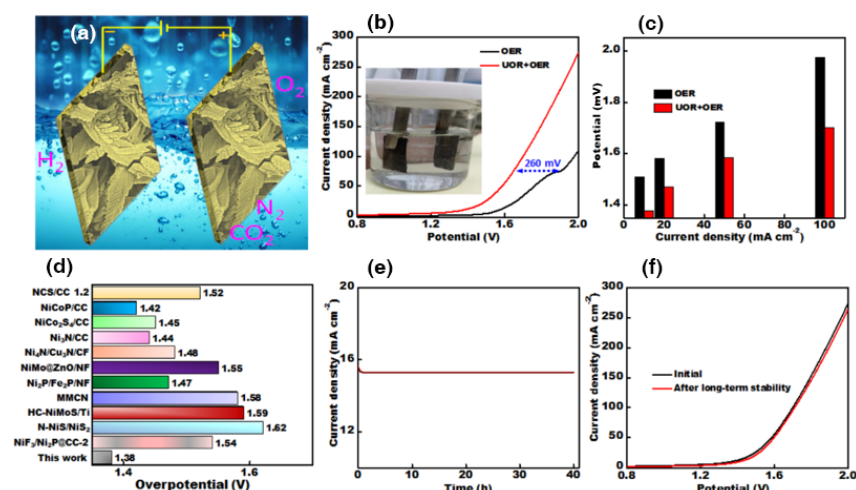 (a)
−
+
O2
H2
N2
CO2
(b)
300
250
200
150
100
50
0
0.8
1.2
1.6
2.0
Current density (mA cm-2)
Potential (V)
OER
UOR+OER
260 mV
(c)
2.0
1.8
1.6
1.4
0
20
40
60
80
100
Potential (mV)
Current density (mA cm-2)
OER
UOR+OER
(d)
NCS/CC 1.2
1.52
NiCoP/CC
1.42
NiCo2S4/CC
1.45
Ni3N/CC
1.44
Ni4N/Cu3N/CF
1.48
NiMo@ZnO/NF
1.55
Ni2P/Fe2P/NF
1.47
MMCN
1.58
HC-NiMoS/Ti
1.59
N-NiS/NiS2
1.62
NiF3/Ni2P@CC-2
1.54
This work
1.38
1.4
1.6
Overpotential (V)
(e)
20
16
12
0
10
20
30
40
Current density (mA cm-2)
Time (h)
(f)
300
250
200
150
100
50
0
0.8
1.2
1.6
2.0
Current density (mA cm-2)
Potential (V)
Initial
After long-term stability